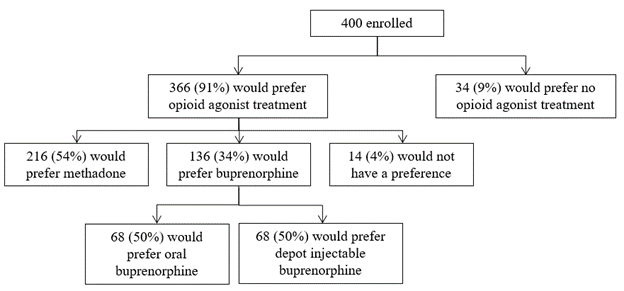 400 enrolled
366 (91%) would prefer
opioid agonist treatment
34 (9%) would prefer no
opioid agonist treatment
216 (54%) would
prefer methadone
136 (34%) would
prefer buprenorphine
14 (4%) would not
have a preference
68 (50%) would
prefer oral
buprenorphine
68 (50%) would prefer
depot injectable
buprenorphine